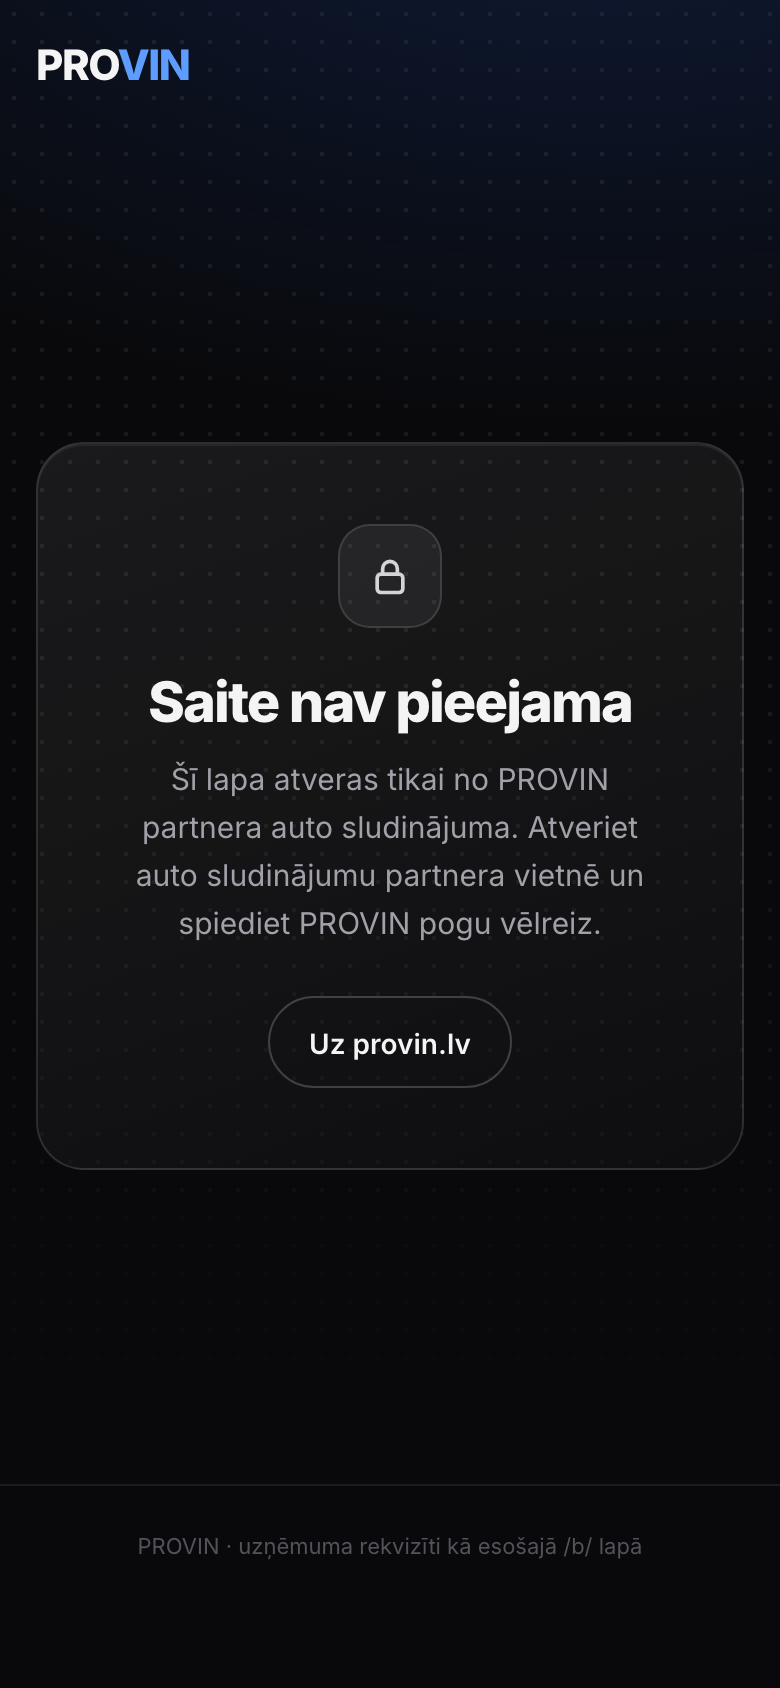 PROVIN
Saite nav pieejama
Šī lapa atveras tikai no PROVIN
partnera auto sludinājuma. Atveriet
auto sludinājumu partnera vietnē un
spiediet PROVIN pogu vēlreiz.
Uz provin.lv
PROVIN · uzņēmuma rekvizīti kā esošajā /b/ lapā